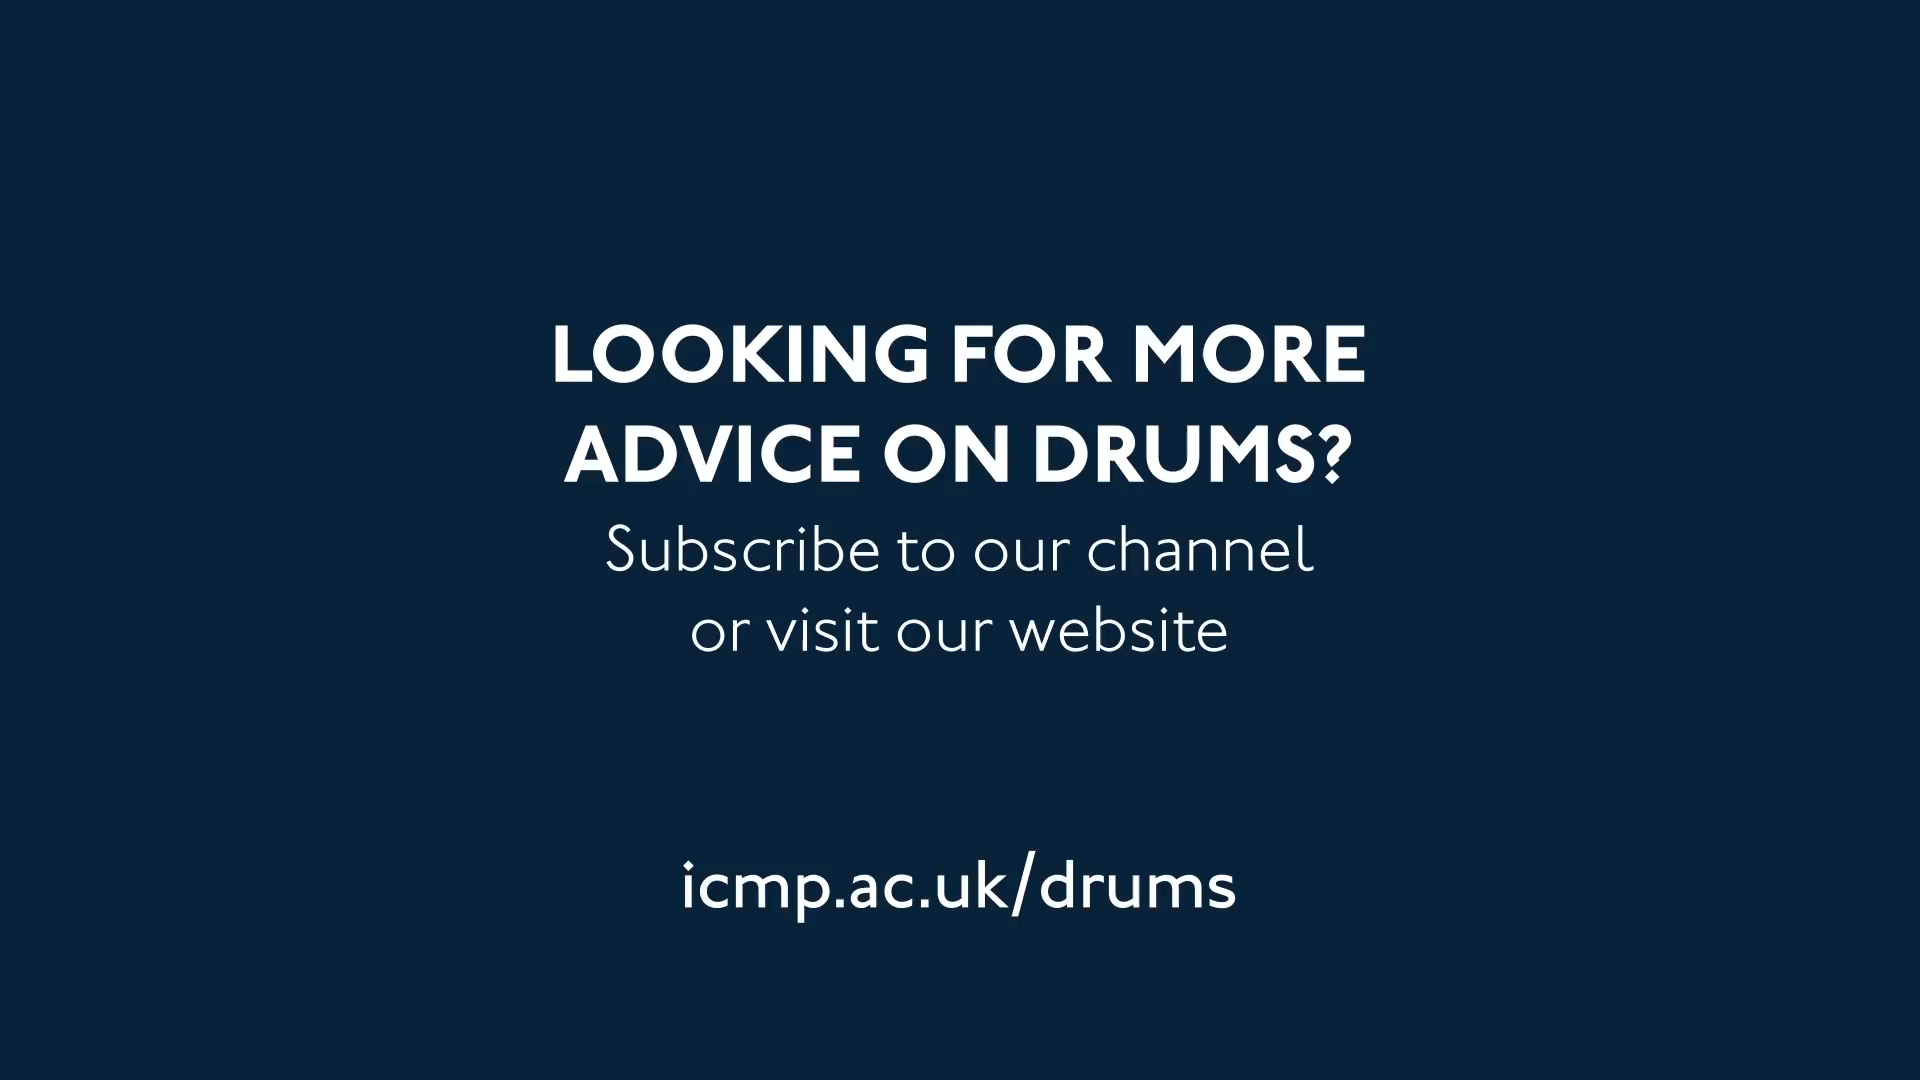 LOOKING FOR MORE
ADVICE ON DRUMS?
Subscribe to our channel
or visit our website
icmp.ac.uk/drums